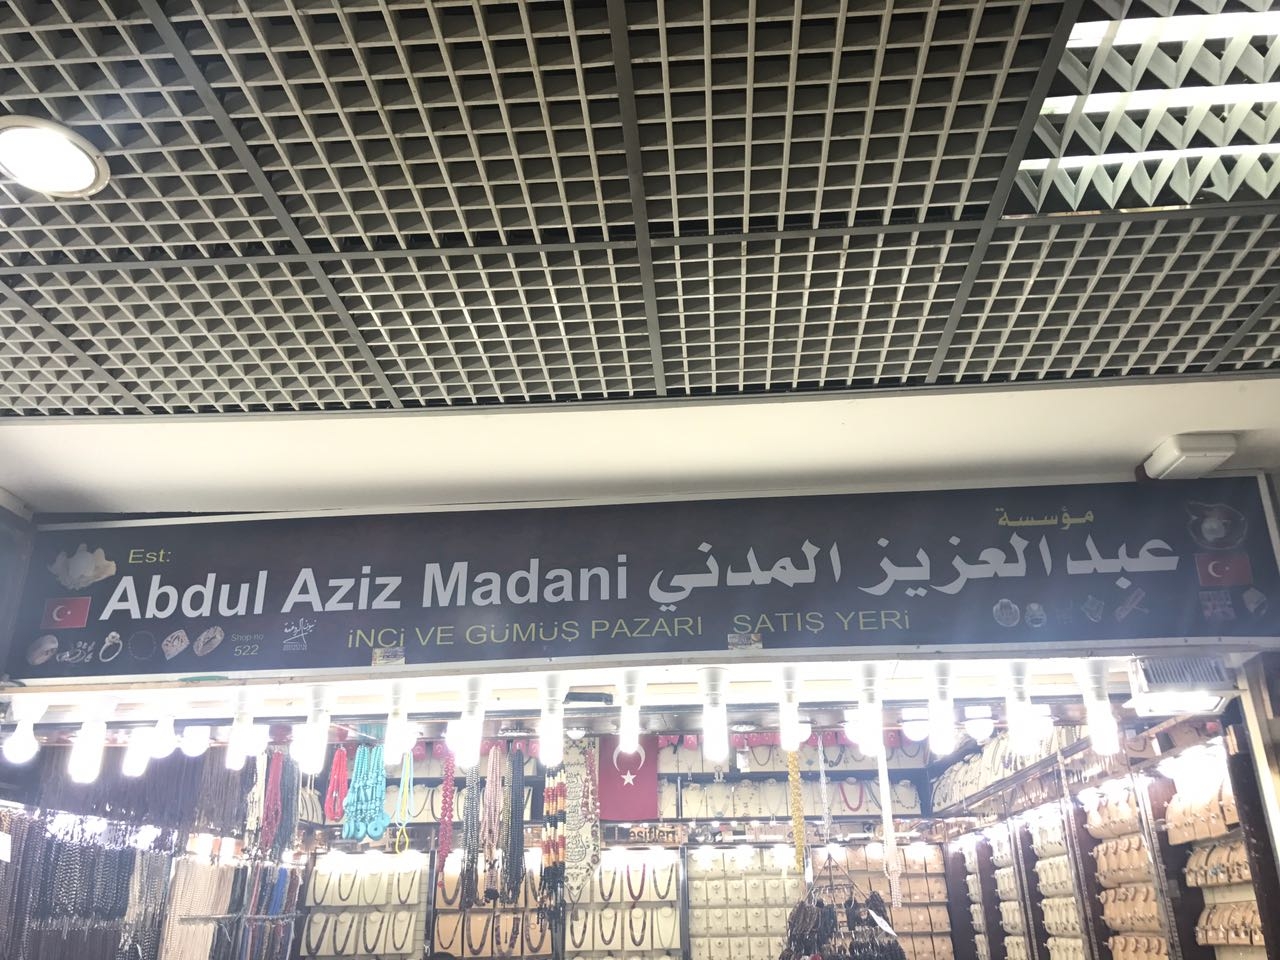 مؤسسة
عبدالعزيز المدني
Est:
Abdul Aziz Madani
Shop no
522
İNCİ VE GÜMÜŞ PAZARI SATIŞ YERİ